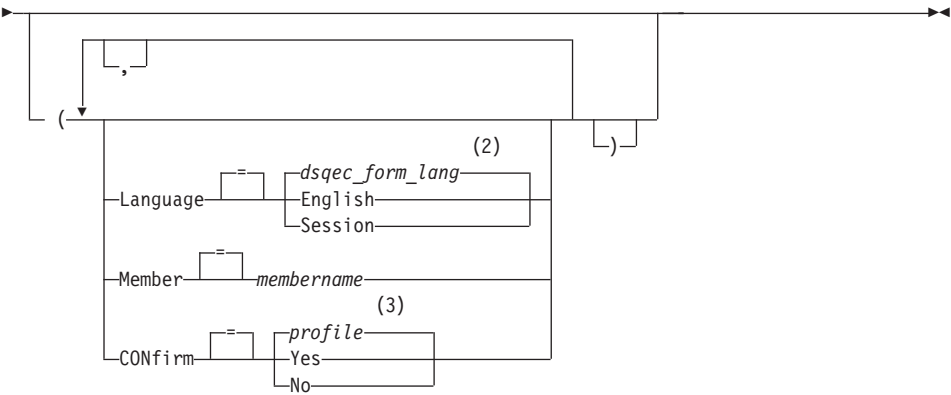 ,
(
)
(2)
= dsqec_form_lang
Language English
Session
=
Member membername
(3)
= profile
CONfirm Yes
No